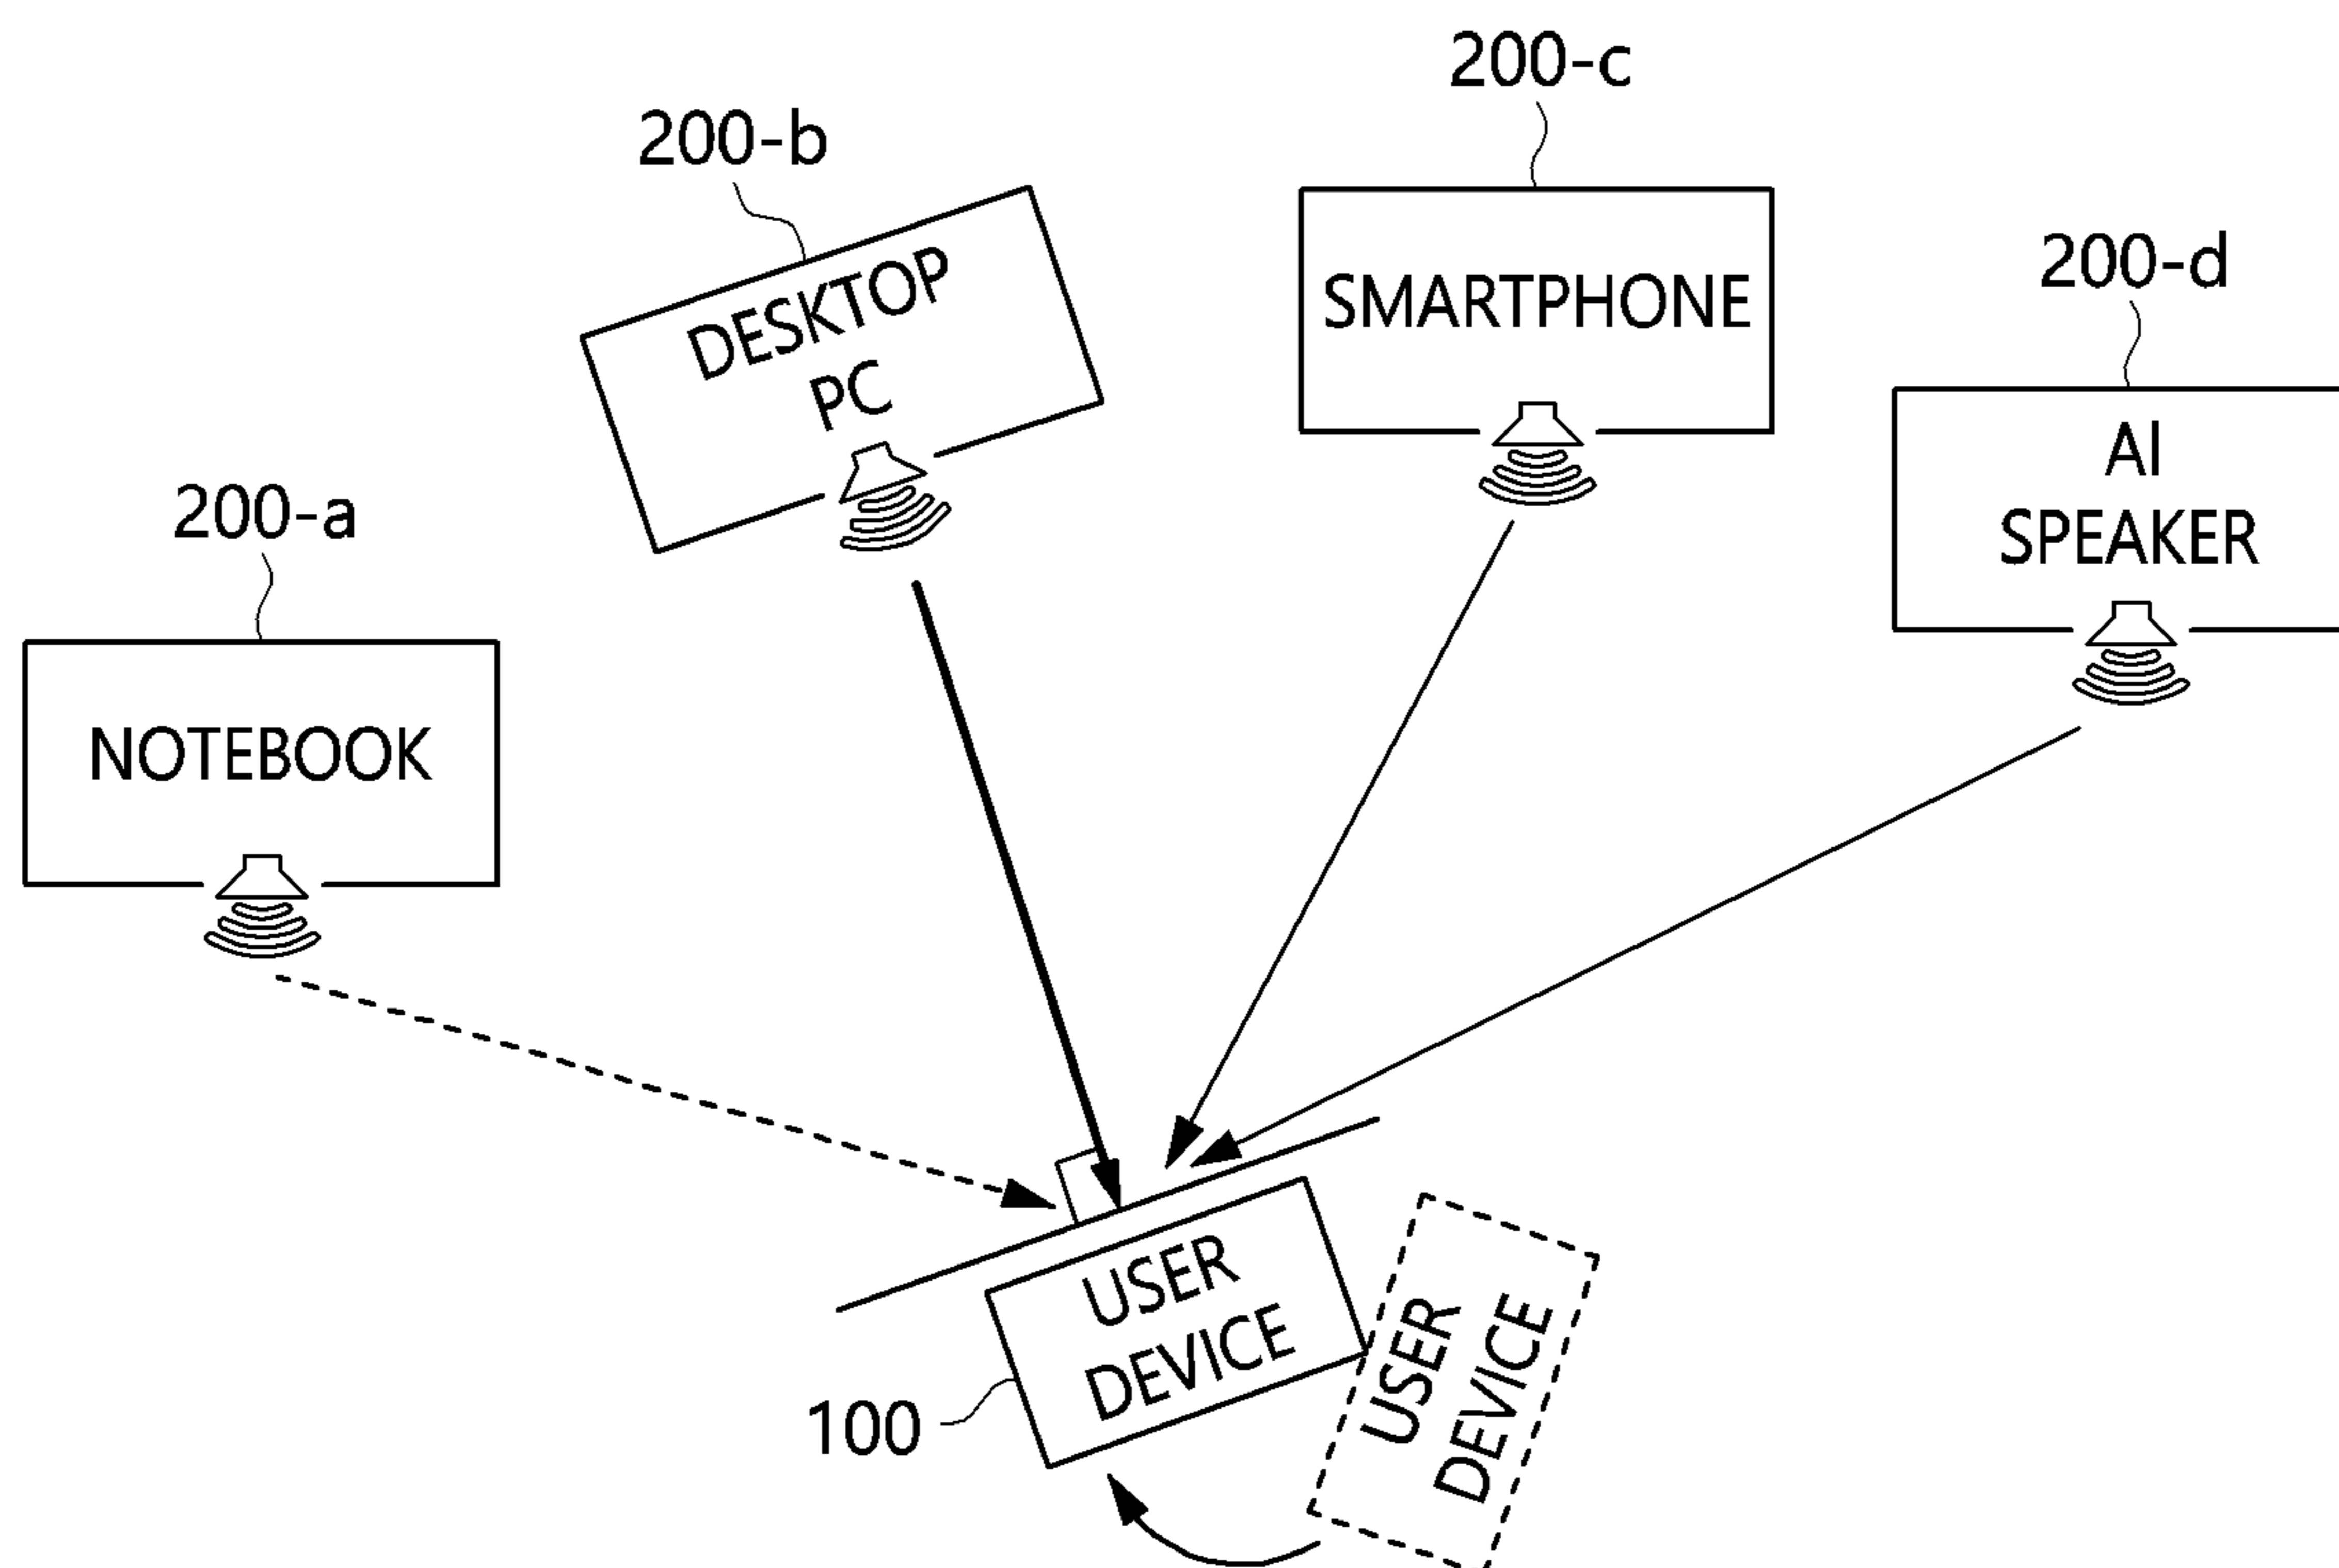 200-c
200-b
200-d
DESKTOP
PC
SMARTPHONE
AI
SPEAKER
200-a
NOTEBOOK
USER
DEVICE
100
USER
DEVICE